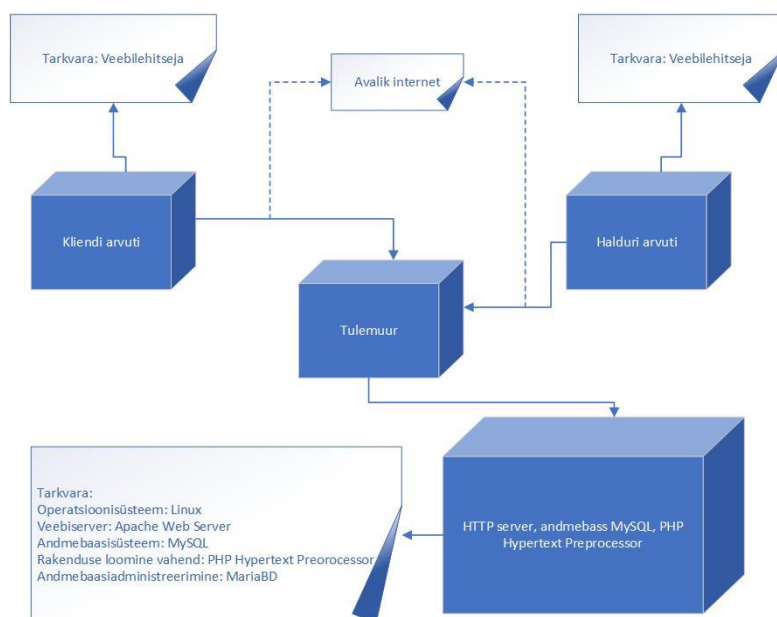 Tarkvara: Veebilehitseja
Avalik internet
Tarkvara: Veebilehitseja
Kliendi arvuti
Halduri arvuti
Tulemuur
HTTP server, andmebass MySQL, PHP
Hypertext Preprocessor
Tarkvara:
Operatsioonisüsteem: Linux
Veebiserver: Apache Web Server
Andmebaasisüsteem: MySQL
Rakenduse loomine vahend: PHP Hypertext Preorocessor
Andmebaasiadministreerimine: MariaBD